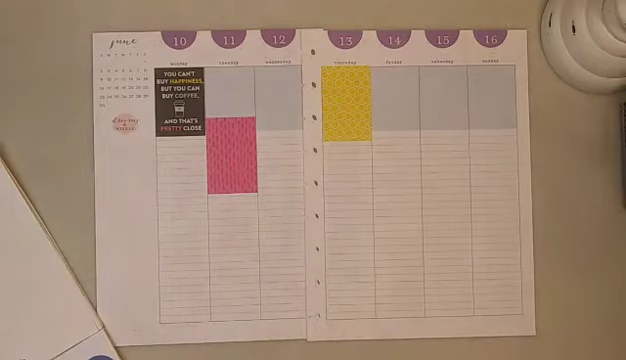 june
10 11 12 13 14 15 16
monday tuesday wednesday thursday friday saturday sunday
YOU CAN'T
BUY HAPPINESS,
BUT YOU CAN
BUY COFFEE,
AND THAT'S
PRETTY CLOSE